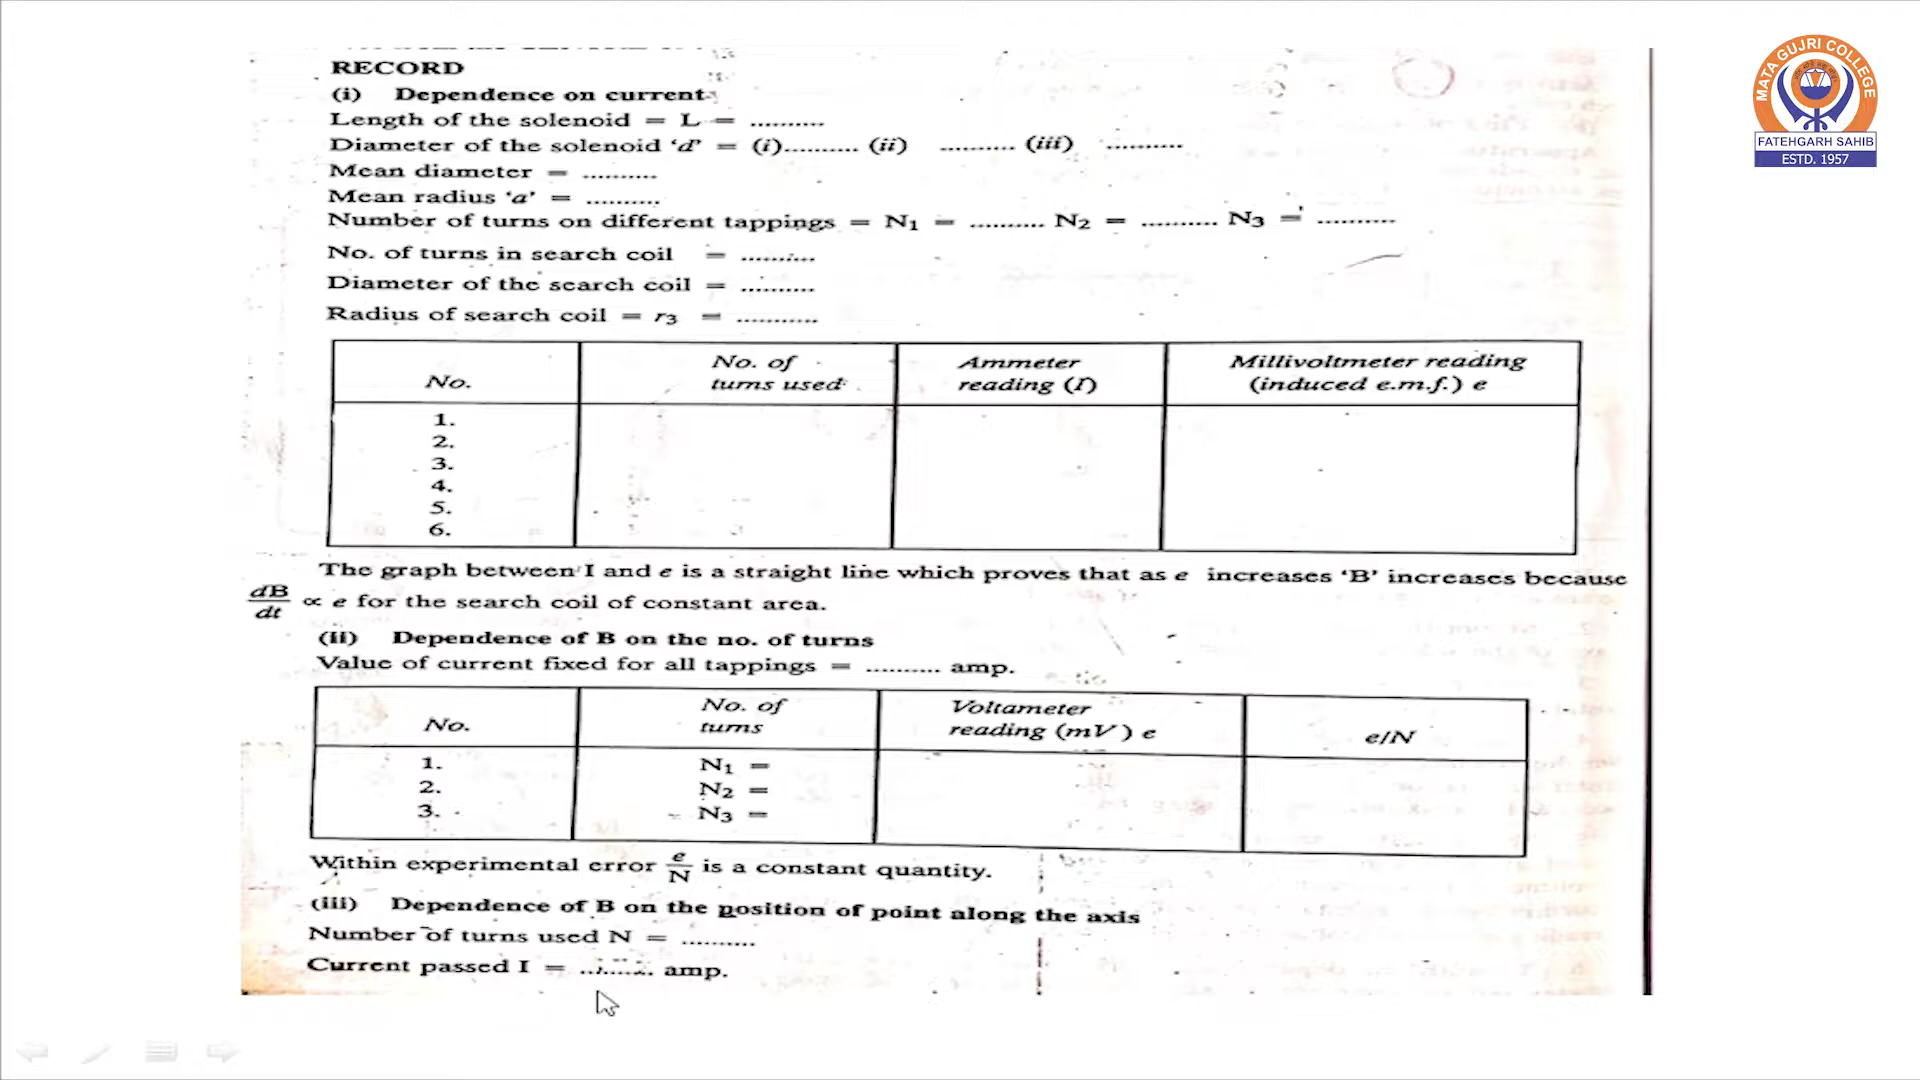 RECORD
(i) Dependence on current
Length of the solenoid = L = ..........
Diameter of the solenoid ‘d’ = (i).......... (ii) .......... (iii) ..........
Mean diameter = ..........
Mean radius ‘a’ = ..........
Number of turns on different tappings = N₁ = .......... N₂ = .......... N₃ = ..........
No. of turns in search coil = ..........
Diameter of the search coil = ..........
Radius of search coil = r₃ = ...........
No. No. of turns used Ammeter reading (I) Millivoltmeter reading (induced e.m.f.) e
1.
2.
3.
4.
5.
6.
The graph between I and e is a straight line which proves that as e increases ‘B’ increases because
dB/dt ∝ e for the search coil of constant area.
(ii) Dependence of B on the no. of turns
Value of current fixed for all tappings = .......... amp.
No. No. of turns Voltameter reading (mV) e e/N
1. N₁ =
2. N₂ =
3. N₃ =
Within experimental error e/N is a constant quantity.
(iii) Dependence of B on the position of point along the axis
Number of turns used N = ..........
Current passed I = .......... amp.
MATA GUJRI COLLEGE
FATEHGARH SAHIB
ESTD. 1957